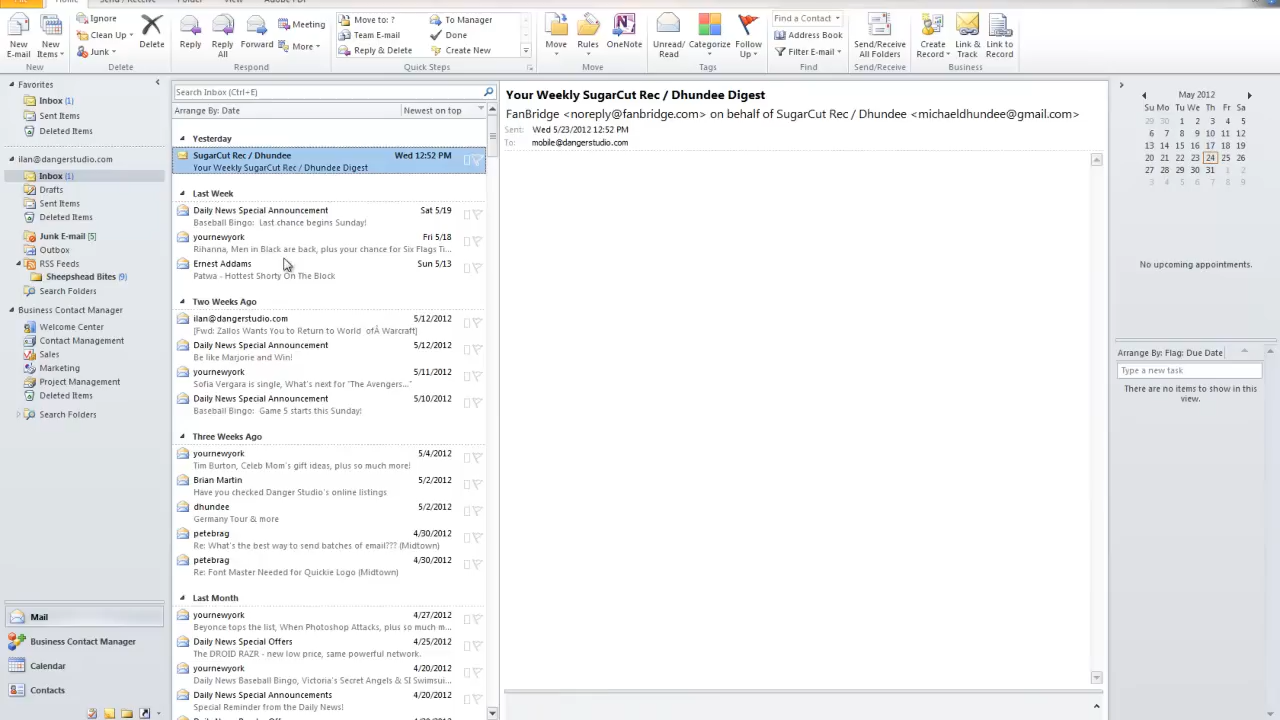 File Home Send / Receive Folder View Adobe PDF
New E-mail
New Items
New
Ignore
Clean Up
Junk
Delete
Delete
Reply
Reply All
Forward
Meeting
More
Respond
Move to: ?
Team E-mail
Reply & Delete
To Manager
Done
Create New
Quick Steps
Move
Rules
OneNote
Move
Unread/ Read
Categorize
Follow Up
Tags
Find a Contact
Address Book
Filter E-mail
Find
Send/Receive All Folders
Send/Receive
Create Record
Link & Track
Link to Record
Business
Favorites
Inbox (1)
Sent Items
Deleted Items
ilan@dangerstudio.com
Inbox (1)
Drafts
Sent Items
Deleted Items
Junk E-mail [5]
Outbox
RSS Feeds
Sheepshead Bites (9)
Search Folders
Business Contact Manager
Welcome Center
Contact Management
Sales
Marketing
Project Management
Deleted Items
Search Folders
Mail
Business Contact Manager
Calendar
Contacts
Search Inbox (Ctrl+E)
Arrange By: Date Newest on top
Yesterday
SugarCut Rec / Dhundee Wed 12:52 PM
Your Weekly SugarCut Rec / Dhundee Digest
Last Week
Daily News Special Announcement Sat 5/19
Baseball Bingo: Last chance begins Sunday!
yournewyork Fri 5/18
Rihanna, Men in Black are back, plus your chance for Six Flags Ti...
Ernest Addams Sun 5/13
Patwa - Hottest Shorty On The Block
Two Weeks Ago
ilan@dangerstudio.com 5/12/2012
[Fwd: Zallos Wants You to Return to World ofÂ Warcraft]
Daily News Special Announcement 5/12/2012
Be like Marjorie and Win!
yournewyork 5/11/2012
Sofia Vergara is single, What's next for "The Avengers..."
Daily News Special Announcement 5/10/2012
Baseball Bingo: Game 5 starts this Sunday!
Three Weeks Ago
yournewyork 5/4/2012
Tim Burton, Celeb Mom's gift ideas, plus so much more!
Brian Martin 5/2/2012
Have you checked Danger Studio's online listings
dhundee 5/2/2012
Germany Tour & more
petebrag 4/30/2012
Re: What's the best way to send batches of email??? (Midtown)
petebrag 4/30/2012
Re: Font Master Needed for Quickie Logo (Midtown)
Last Month
yournewyork 4/27/2012
Beyonce tops the list, When Photoshop Attacks, plus so much m...
Daily News Special Offers 4/25/2012
The DROID RAZR - new low price, same powerful network.
yournewyork 4/20/2012
Daily News Baseball Bingo, Victoria's Secret Angels & SI Swimsui...
Daily News Special Announcements 4/20/2012
Special Reminder from the Daily News!
Your Weekly SugarCut Rec / Dhundee Digest
FanBridge <noreply@fanbridge.com> on behalf of SugarCut Rec / Dhundee <michaeldhundee@gmail.com>
Sent: Wed 5/23/2012 12:52 PM
To: mobile@dangerstudio.com
May 2012
Su Mo Tu We Th Fr Sa
29 30 1 2 3 4 5
6 7 8 9 10 11 12
13 14 15 16 17 18 19
20 21 22 23 24 25 26
27 28 29 30 31 1 2
3 4 5 6 7 8 9
No upcoming appointments.
Arrange By: Flag: Due Date
Type a new task
There are no items to show in this
view.